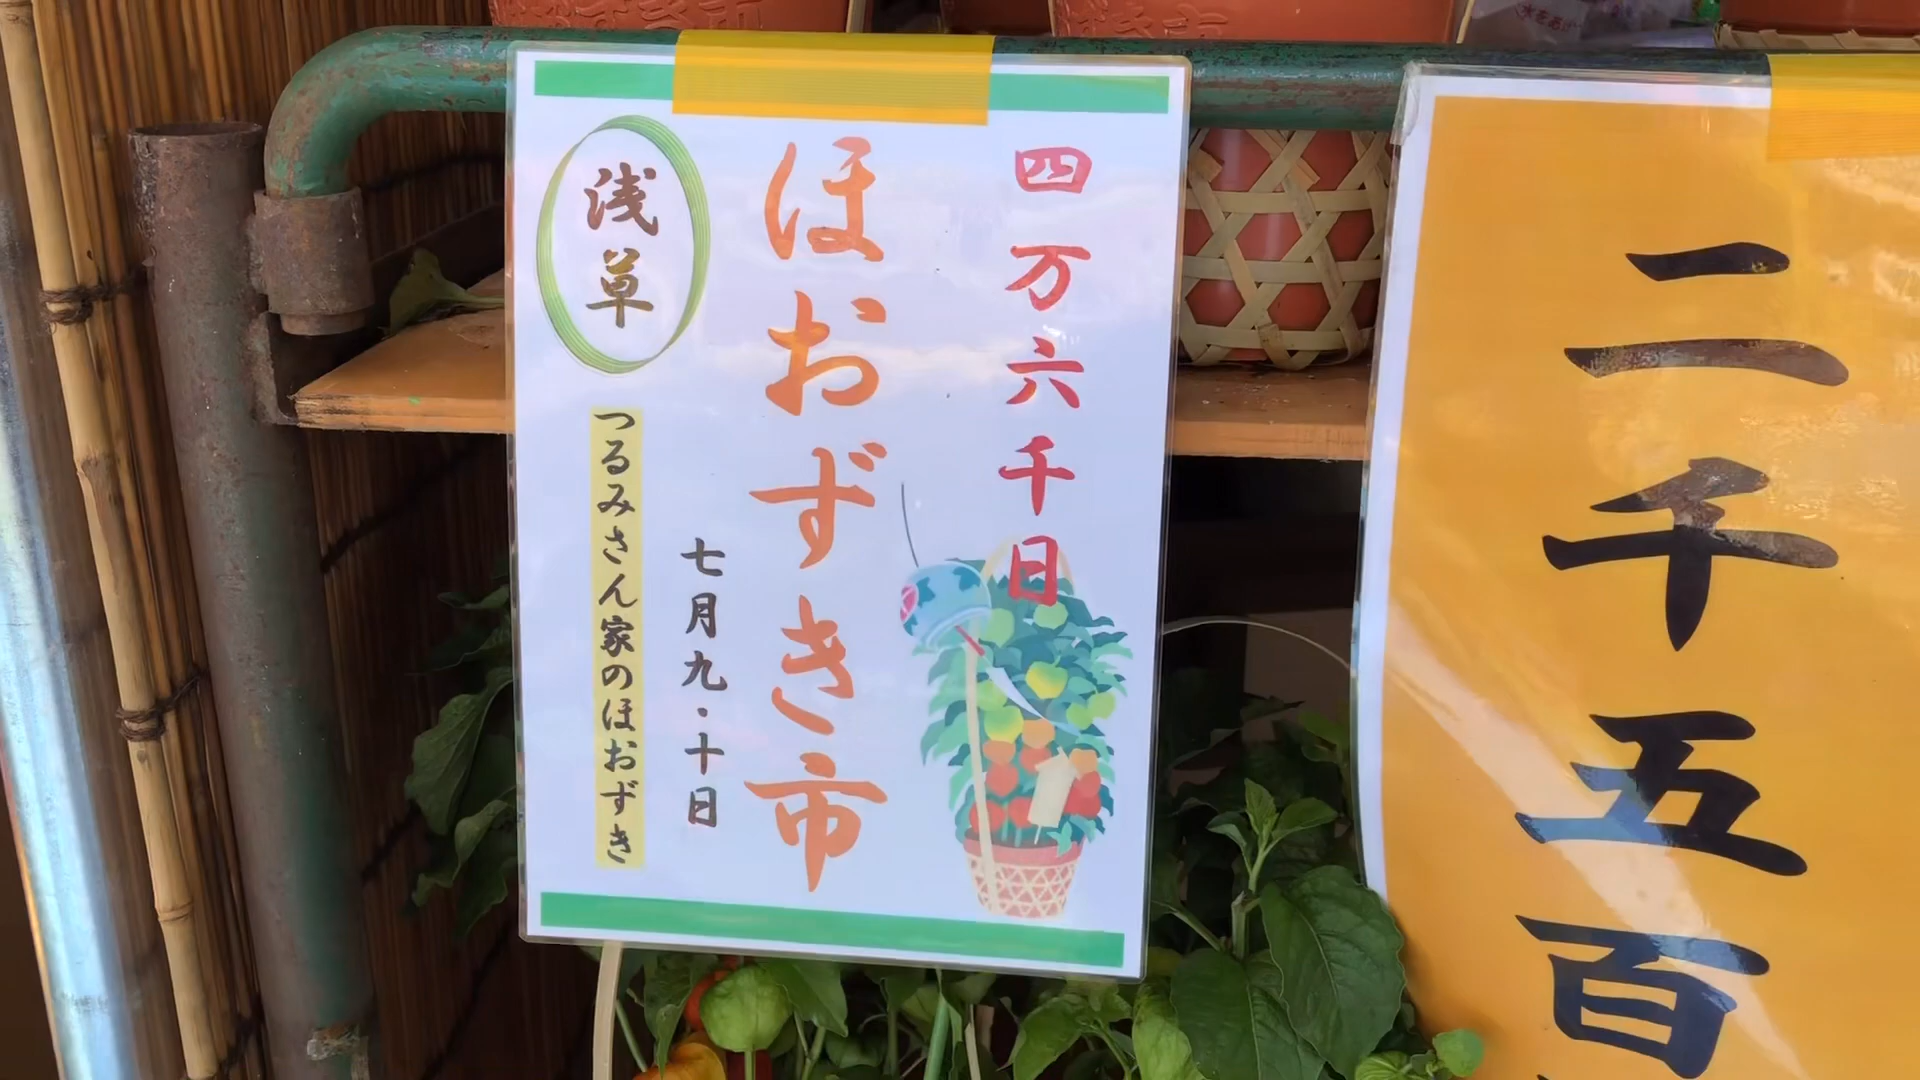 四万六千日
ほおずき市
七月九・十日
浅草
つるみさん家のほおずき
二千五百